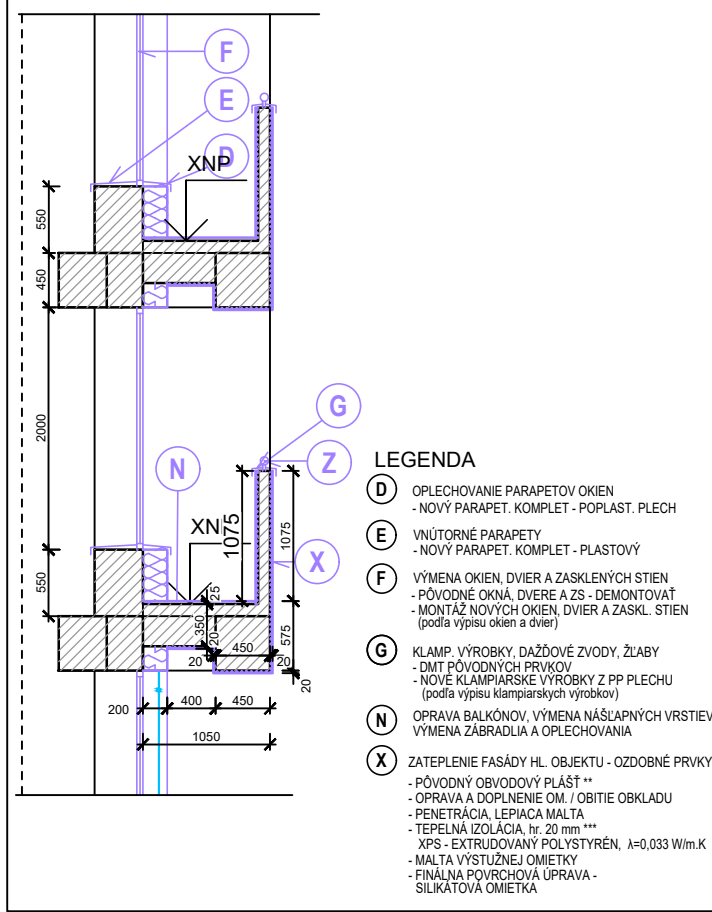 F
E
XNP
D
550
450
2000
G
Z
N
XN
1075
1075
X
550
25
350
20
450
575
20
20
20
200
400
450
1050
LEGENDA
D OPLECHOVANIE PARAPETOV OKIEN
- NOVÝ PARAPET. KOMPLET - POPLAST. PLECH
E VNÚTORNÉ PARAPETY
- NOVÝ PARAPET. KOMPLET - PLASTOVÝ
F VÝMENA OKIEN, DVIER A ZASKLENÝCH STIEN
- PÔVODNÉ OKNÁ, DVERE A ZS - DEMONTOVAŤ
- MONTÁŽ NOVÝCH OKIEN, DVIER A ZASKL. STIEN
(podľa výpisu okien a dvier)
G KLAMP. VÝROBKY, DAŽĎOVÉ ZVODY, ŽĽABY
- DMT PÔVODNÝCH PRVKOV
- NOVÉ KLAMPIARSKE VÝROBKY Z PP PLECHU
(podľa výpisu klampiarskych výrobkov)
N OPRAVA BALKÓNOV, VÝMENA NÁŠĽAPNÝCH VRSTIEV
VÝMENA ZÁBRADLIA A OPLECHOVANIA
X ZATEPLENIE FASÁDY HL. OBJEKTU - OZDOBNÉ PRVKY
- PÔVODNÝ OBVODOVÝ PLÁŠŤ **
- OPRAVA A DOPLNENIE OM. / OBITIE OBKLADU
- PENETRÁCIA, LEPIACA MALTA
- TEPELNÁ IZOLÁCIA, hr. 20 mm ***
XPS - EXTRUDOVANÝ POLYSTYRÉN, λ=0,033 W/m.K
- MALTA VÝSTUŽNEJ OMIETKY
- FINÁLNA POVRCHOVÁ ÚPRAVA -
SILIKÁTOVÁ OMIETKA